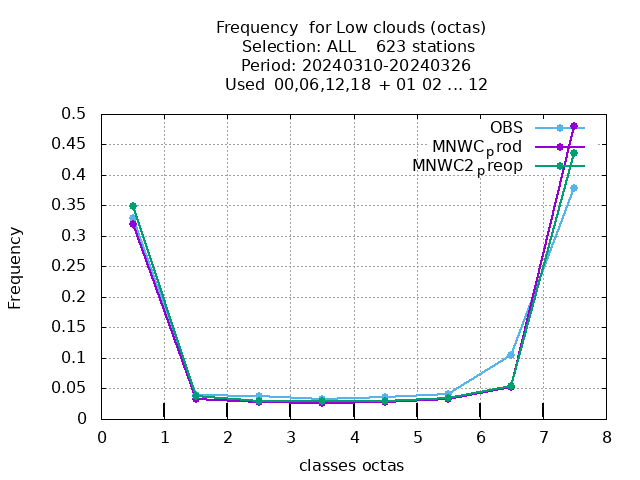 Frequency  for Low clouds (octas)
Selection: ALL    623 stations
Period: 20240310-20240326
Used  00,06,12,18 + 01 02 ... 12
0.5
0.45
0.4
0.35
0.3
0.25
0.2
0.15
0.1
0.05
0
OBS
MNWCprod
MNWC2preop
Frequency
0 1 2 3 4 5 6 7 8
classes octas